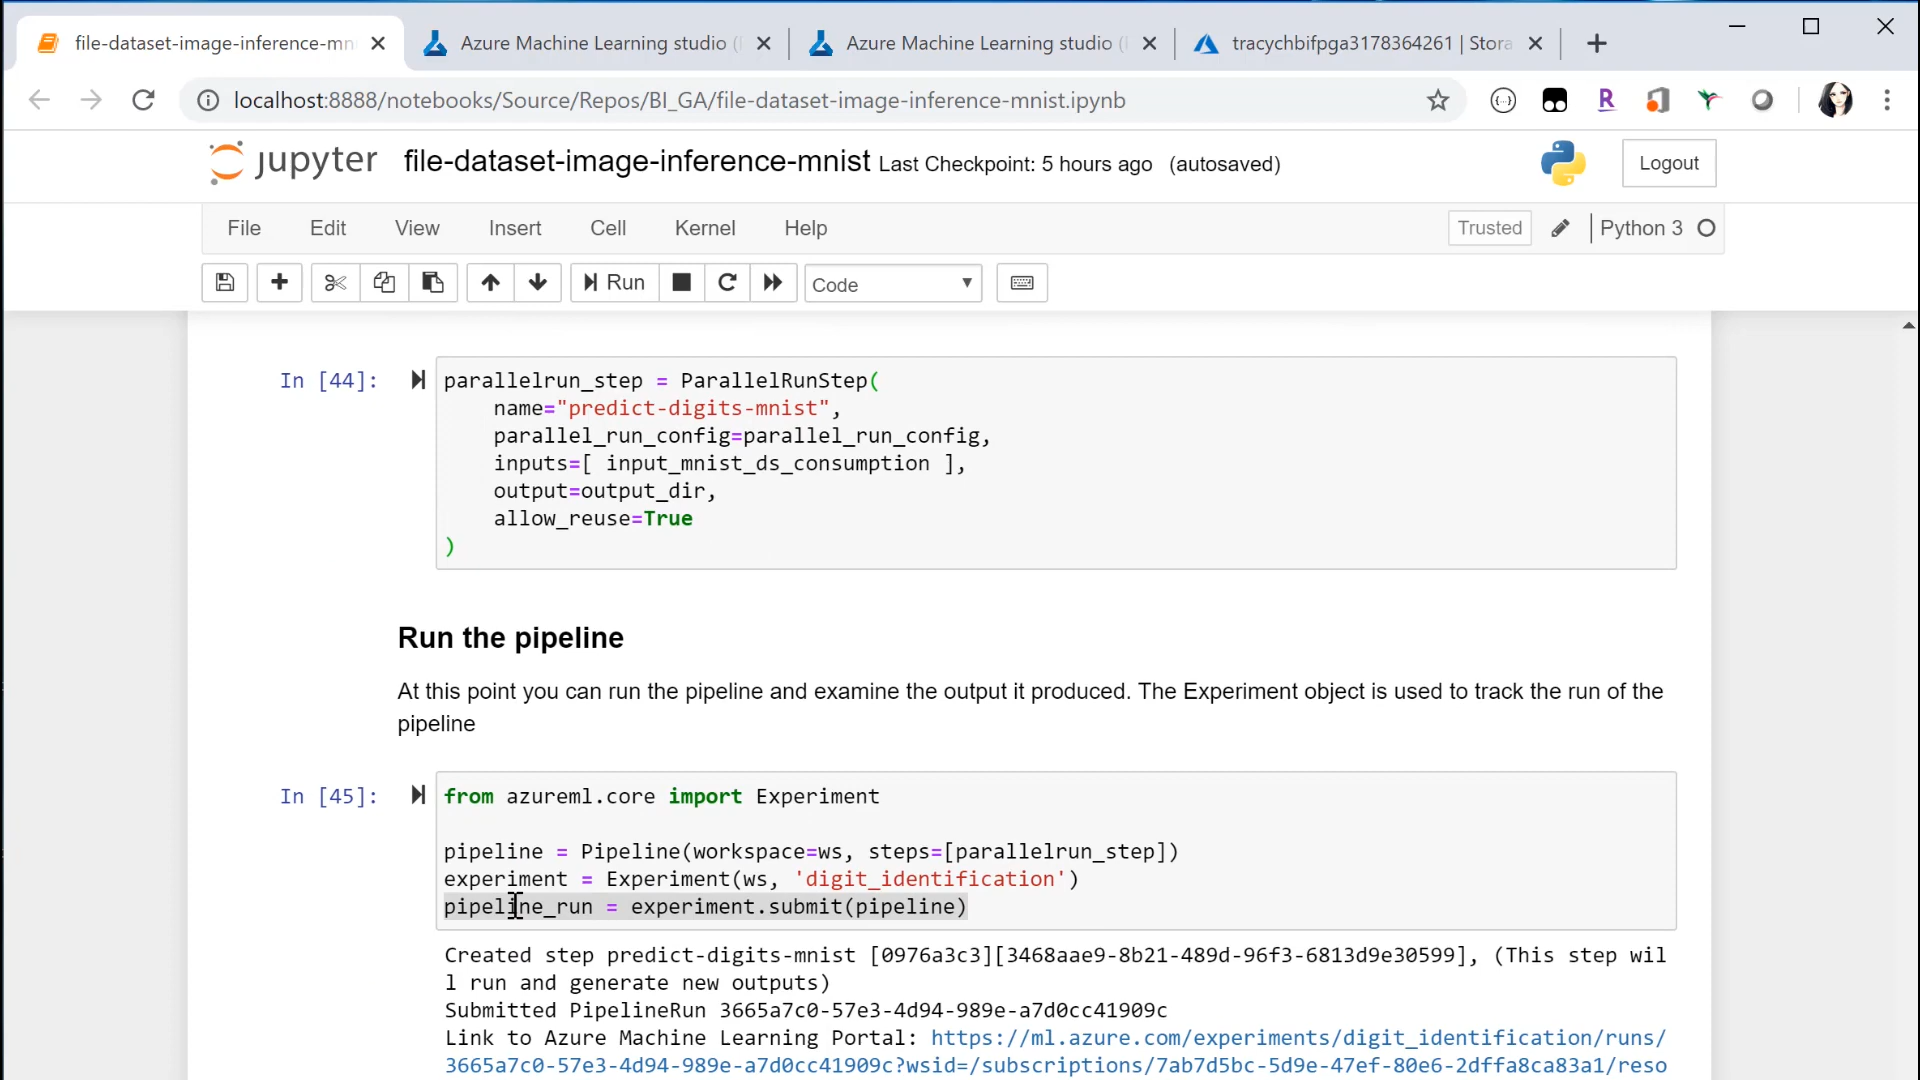 file-dataset-image-inference-mn
Azure Machine Learning studio (
Azure Machine Learning studio (
tracychbifpga3178364261 | Stora
localhost:8888/notebooks/Source/Repos/BI_GA/file-dataset-image-inference-mnist.ipynb
jupyter file-dataset-image-inference-mnist Last Checkpoint: 5 hours ago (autosaved)
Logout
File Edit View Insert Cell Kernel Help
Trusted
Python 3
Run
Code
In [44]:
parallelrun_step = ParallelRunStep(
    name="predict-digits-mnist",
    parallel_run_config=parallel_run_config,
    inputs=[ input_mnist_ds_consumption ],
    output=output_dir,
    allow_reuse=True
)
Run the pipeline
At this point you can run the pipeline and examine the output it produced. The Experiment object is used to track the run of the
pipeline
In [45]:
from azureml.core import Experiment
pipeline = Pipeline(workspace=ws, steps=[parallelrun_step])
experiment = Experiment(ws, 'digit_identification')
pipeline_run = experiment.submit(pipeline)
Created step predict-digits-mnist [0976a3c3][3468aae9-8b21-489d-96f3-6813d9e30599], (This step wil
l run and generate new outputs)
Submitted PipelineRun 3665a7c0-57e3-4d94-989e-a7d0cc41909c
Link to Azure Machine Learning Portal: https://ml.azure.com/experiments/digit_identification/runs/
3665a7c0-57e3-4d94-989e-a7d0cc41909c?wsid=/subscriptions/7ab7d5bc-5d9e-47ef-80e6-2dffa8ca83a1/reso